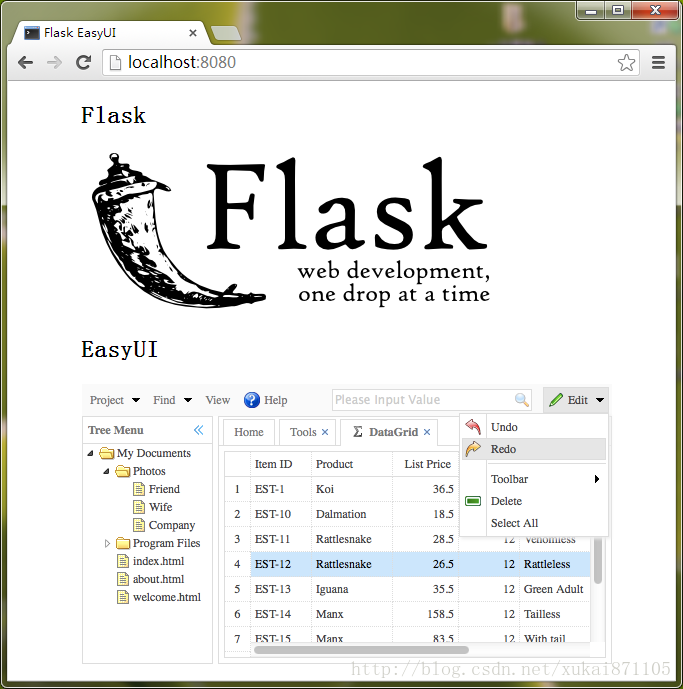 Flask EasyUI
localhost:8080
Flask
Flask
web development,
one drop at a time
EasyUI
Project Find View Help Please Input Value Edit
Tree Menu
My Documents
Photos
Friend
Wife
Company
Program Files
index.html
about.html
welcome.html
Home Tools DataGrid
Item ID Product List Price
1 EST-1 Koi 36.5
2 EST-10 Dalmation 18.5
3 EST-11 Rattlesnake 28.5 12 Venomless
4 EST-12 Rattlesnake 26.5 12 Rattleless
5 EST-13 Iguana 35.5 12 Green Adult
6 EST-14 Manx 158.5 12 Tailless
7 EST-15 Manx 83.5 12 With tail
Undo
Redo
Toolbar
Delete
Select All
http://blog.csdn.net/xukai871105